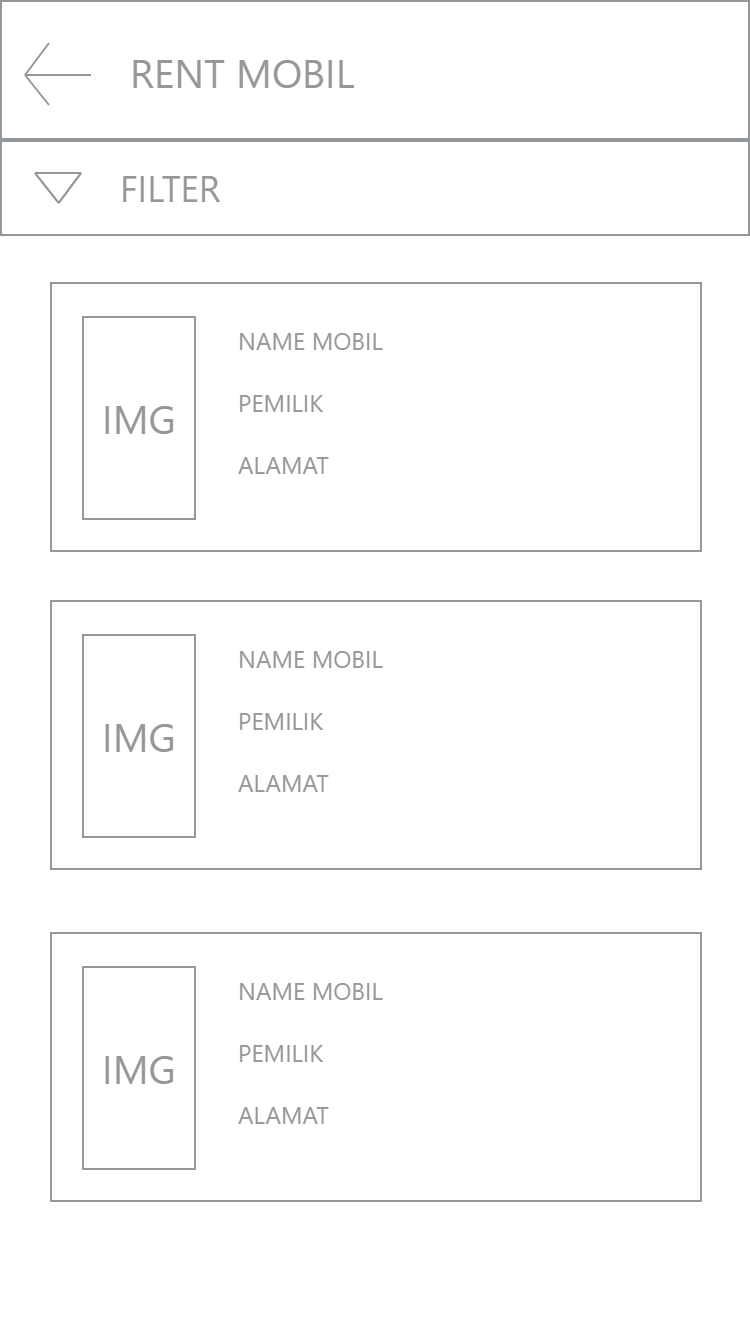 RENT MOBIL
FILTER
IMG
NAME MOBIL
PEMILIK
ALAMAT
IMG
NAME MOBIL
PEMILIK
ALAMAT
IMG
NAME MOBIL
PEMILIK
ALAMAT